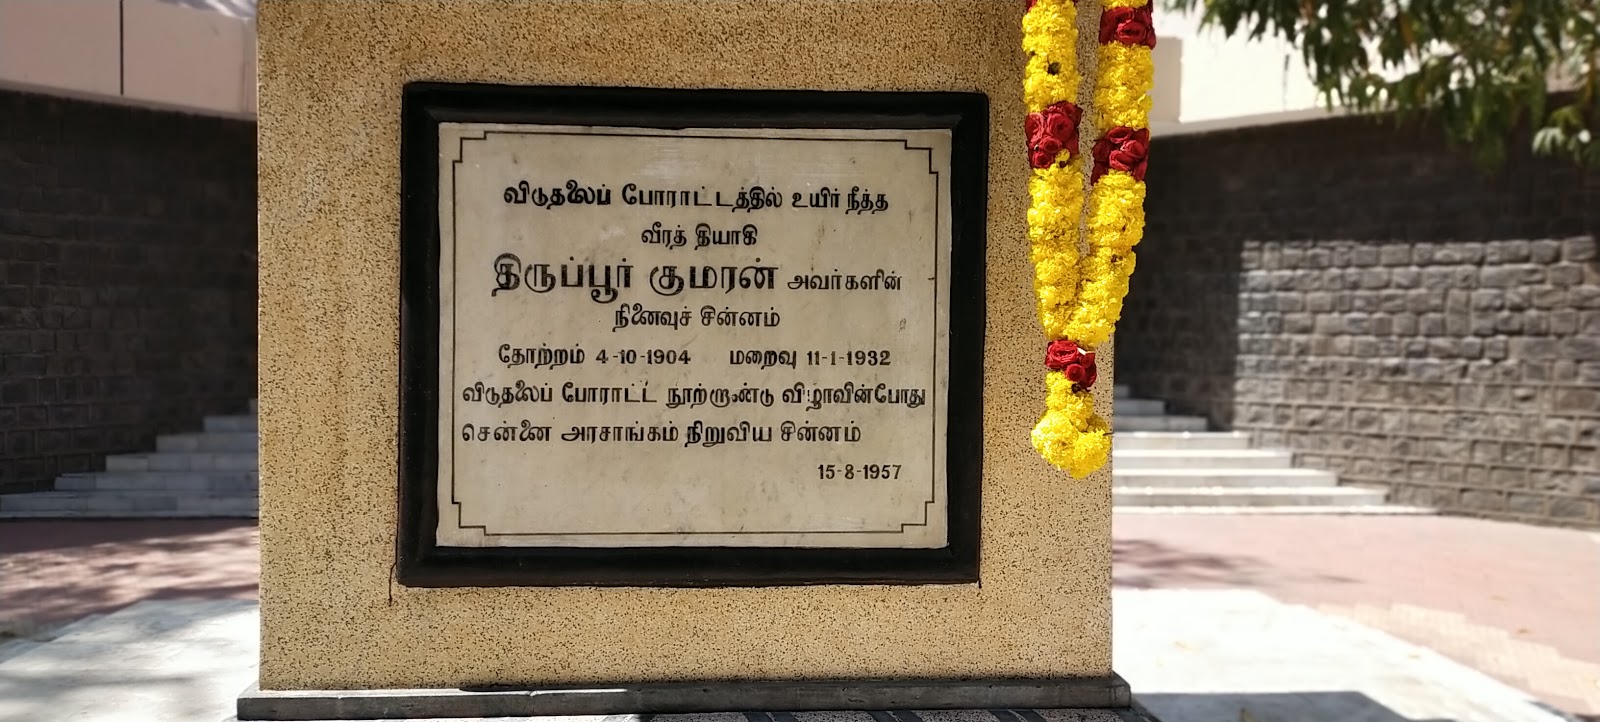 விடுதலைப் போராட்டத்தில் உயிர் நீத்த
வீரத் தியாகி
திருப்பூர் குமரன் அவர்களின்
நினைவுச் சின்னம்
தோற்றம் 4-10-1904 மறைவு 11-1-1932
விடுதலைப் போராட்ட நூற்றாண்டு விழாவின்போது
சென்னை அரசாங்கம் நிறுவிய சின்னம்
15-8-1957